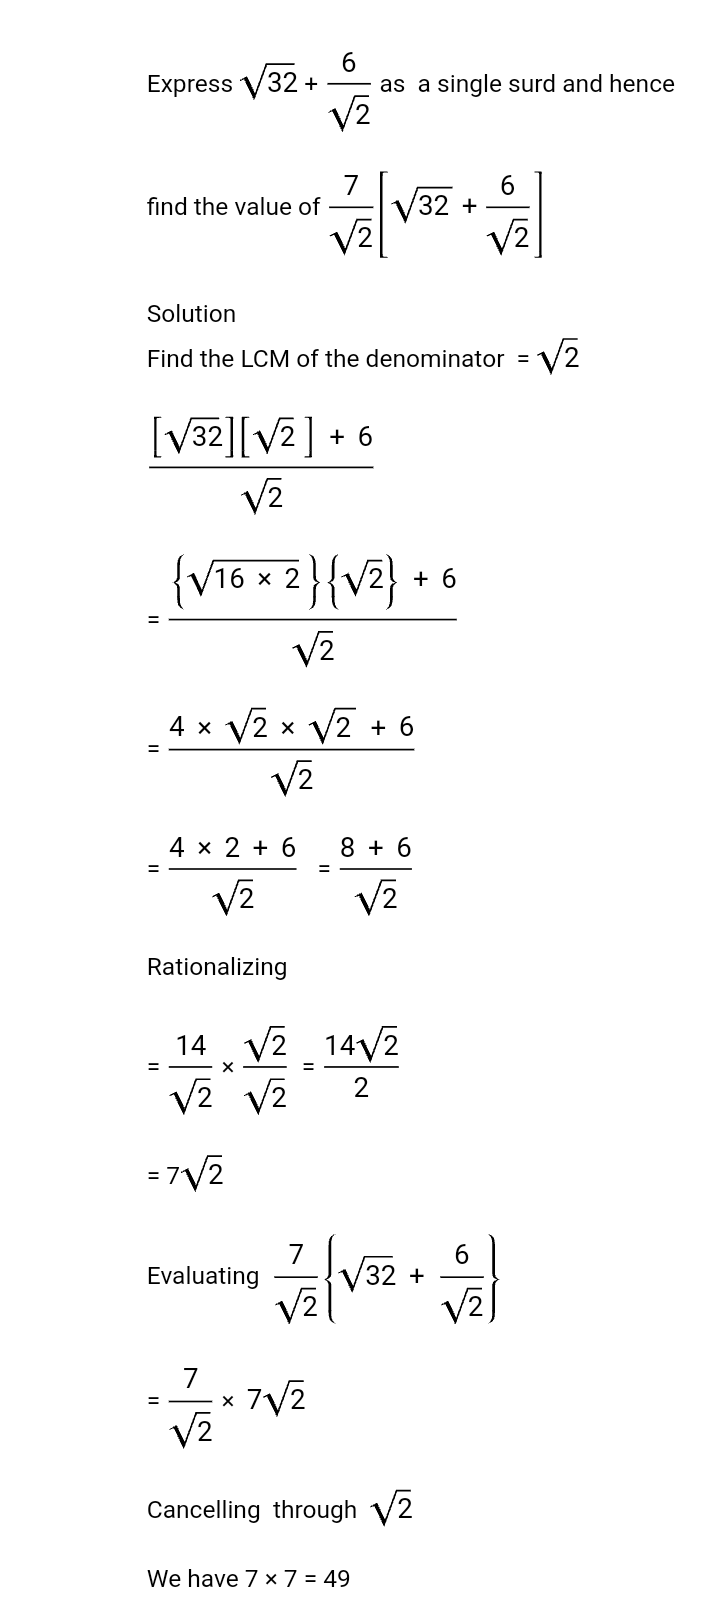 Express √32 + 6/√2 as a single surd and hence
find the value of 7/√2 [√32 + 6/√2]
Solution
Find the LCM of the denominator = √2
([√32][√2] + 6)/√2
= ({√16 × 2}{√2} + 6)/√2
= (4 × √2 × √2 + 6)/√2
= (4 × 2 + 6)/√2 = (8 + 6)/√2
Rationalizing
= 14/√2 × √2/√2 = 14√2/2
= 7√2
Evaluating 7/√2 {√32 + 6/√2}
= 7/√2 × 7√2
Cancelling through √2
We have 7 × 7 = 49